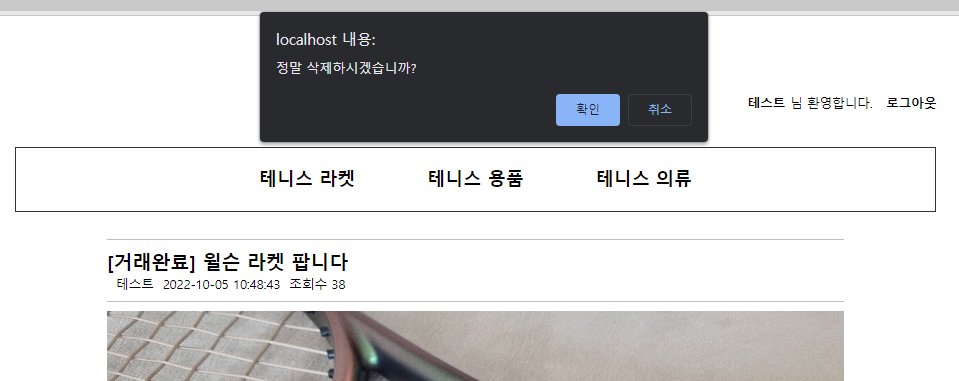 localhost 내용:
정말 삭제하시겠습니까?
확인 취소
테스트 님 환영합니다. 로그아웃
테니스 라켓 테니스 용품 테니스 의류
[거래완료] 윌슨 라켓 팝니다
테스트 2022-10-05 10:48:43 조회수 38